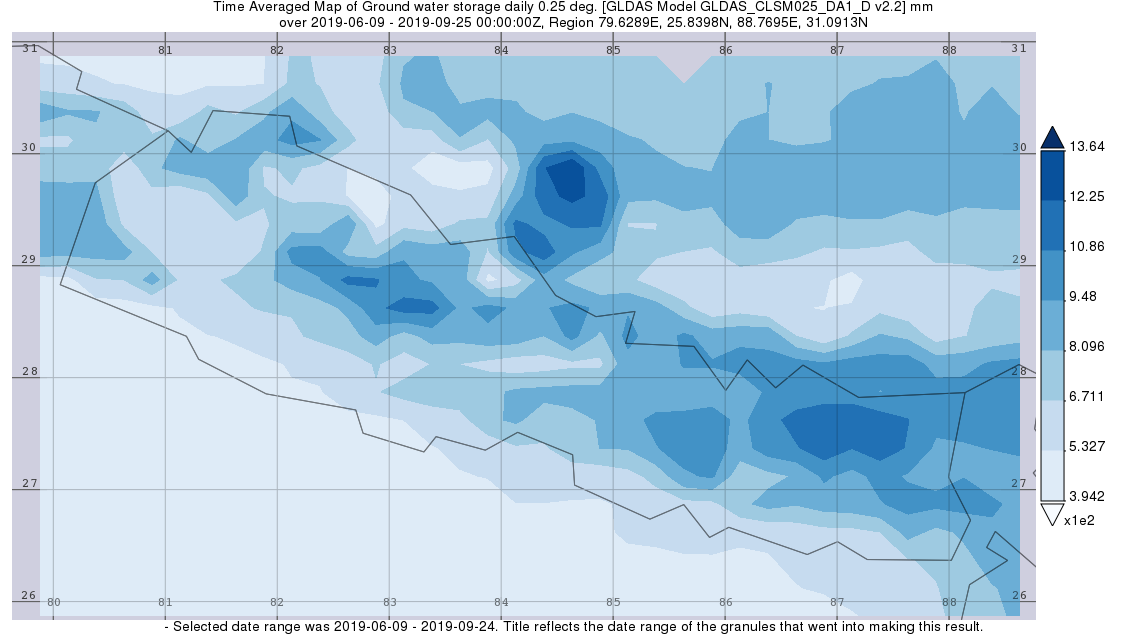 Time Averaged Map of Ground water storage daily 0.25 deg. [GLDAS Model GLDAS_CLSM025_DA1_D v2.2] mm
over 2019-06-09 - 2019-09-25 00:00:00Z, Region 79.6289E, 25.8398N, 88.7695E, 31.0913N
31 81 82 83 84 85 86 87 88 31
30 30
29 29
28 28
27 27
26 80 81 82 83 84 85 86 87 88 26
13.64
12.25
10.86
9.48
8.096
6.711
5.327
3.942
x1e2
- Selected date range was 2019-06-09 - 2019-09-24. Title reflects the date range of the granules that went into making this result.